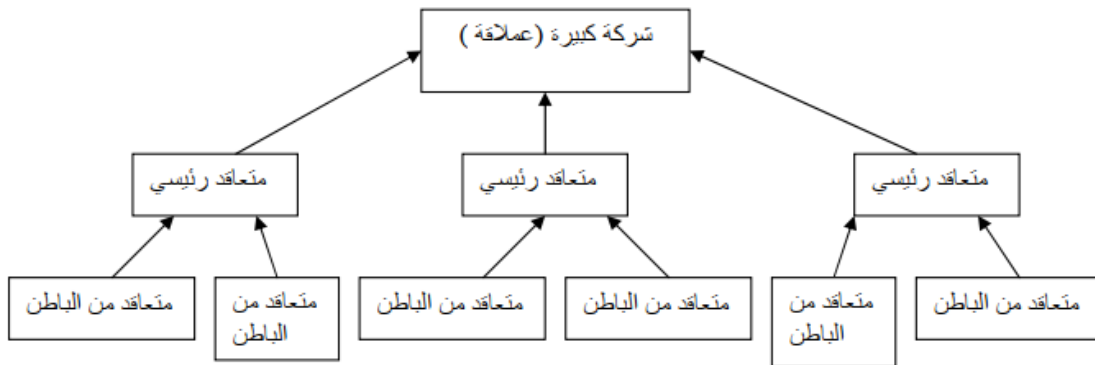 شركة كبيرة (عملاقة )
متعاقد رئيسي
متعاقد رئيسي
متعاقد رئيسي
متعاقد من الباطن
متعاقد من
الباطن
متعاقد من الباطن
متعاقد من الباطن
متعاقد من
الباطن
متعاقد من الباطن